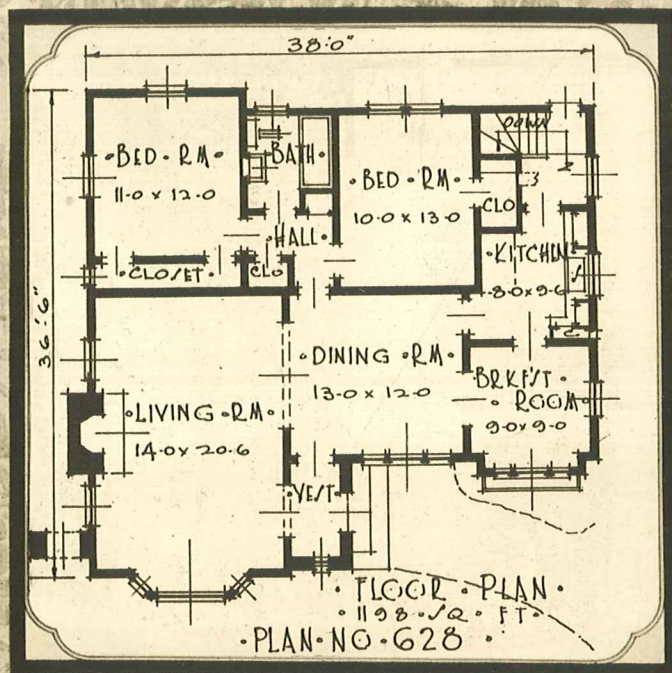 38'-0"
36'-6"
BED · RM
11-0 x 12-0
BATH
BED · RM
10-0 x 13-0
DOWN
CLO
HALL
CLOSET
CLO
KITCHEN
8-0 x 9-6
DINING · RM
13-0 x 12-0
BRKFST ·
ROOM
9-0 x 9-0
LIVING · RM
14-0 x 20-6
VEST
· FLOOR · PLAN ·
· 1198 · SQ · FT ·
· PLAN · NO · 628 ·